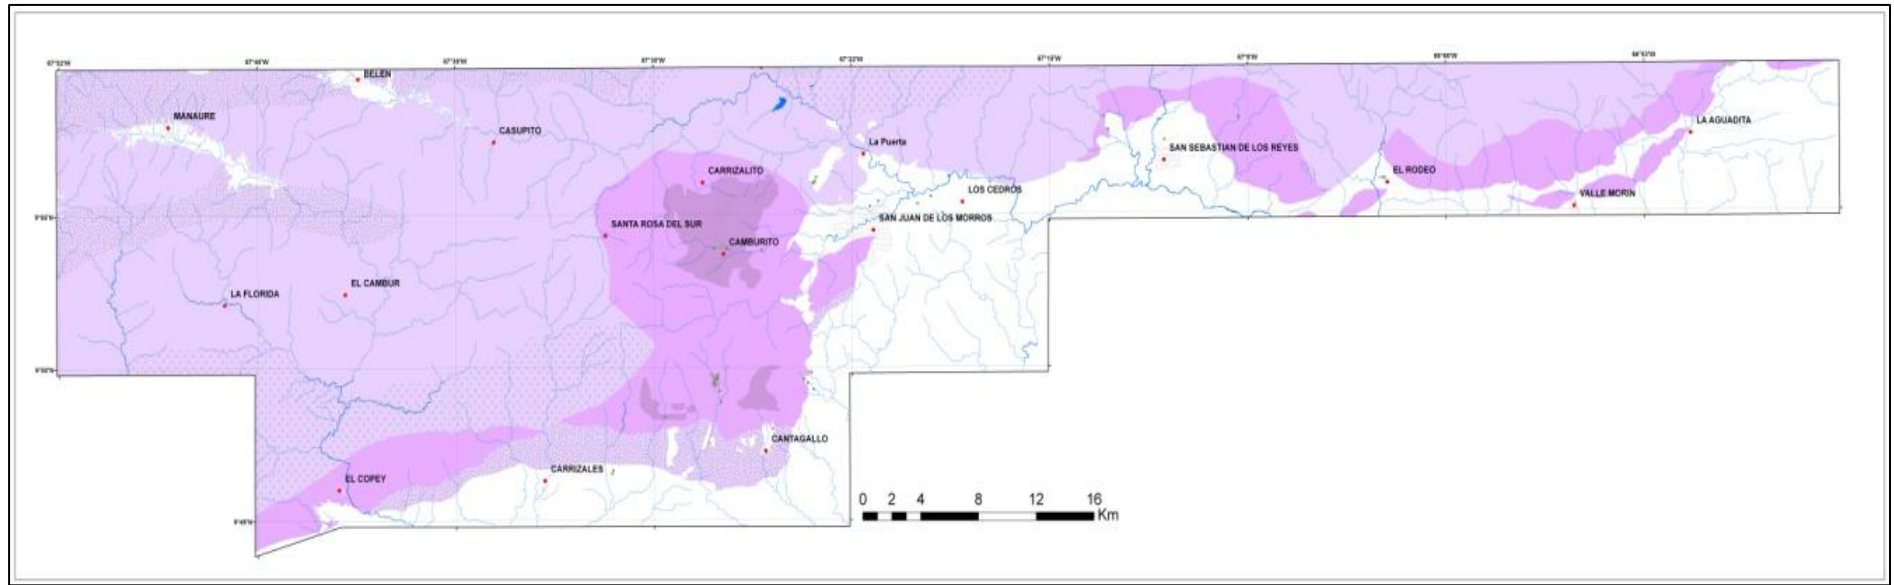 BELEN
MANAURE
CASUPITO
La Puerta
LA AGUADITA
SAN SEBASTIAN DE LOS REYES
CARRIZALITO
EL RODEO
LOS CEDROS
VALLE MORIN
SAN JUAN DE LOS MORROS
SANTA ROSA DEL SUR
CAMBURITO
EL CAMBUR
LA FLORIDA
CANTAGALLO
CARRIZALES
EL COPEY
0 2 4 8 12 16
Km